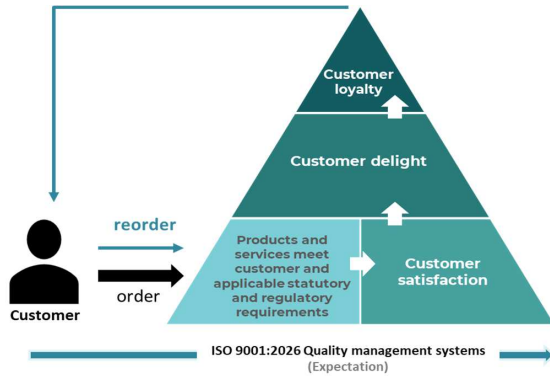 Customer
loyalty
Customer delight
reorder
Products and
services meet
customer and
applicable statutory
and regulatory
requirements
Customer
satisfaction
order
Customer
ISO 9001:2026 Quality management systems
(Expectation)